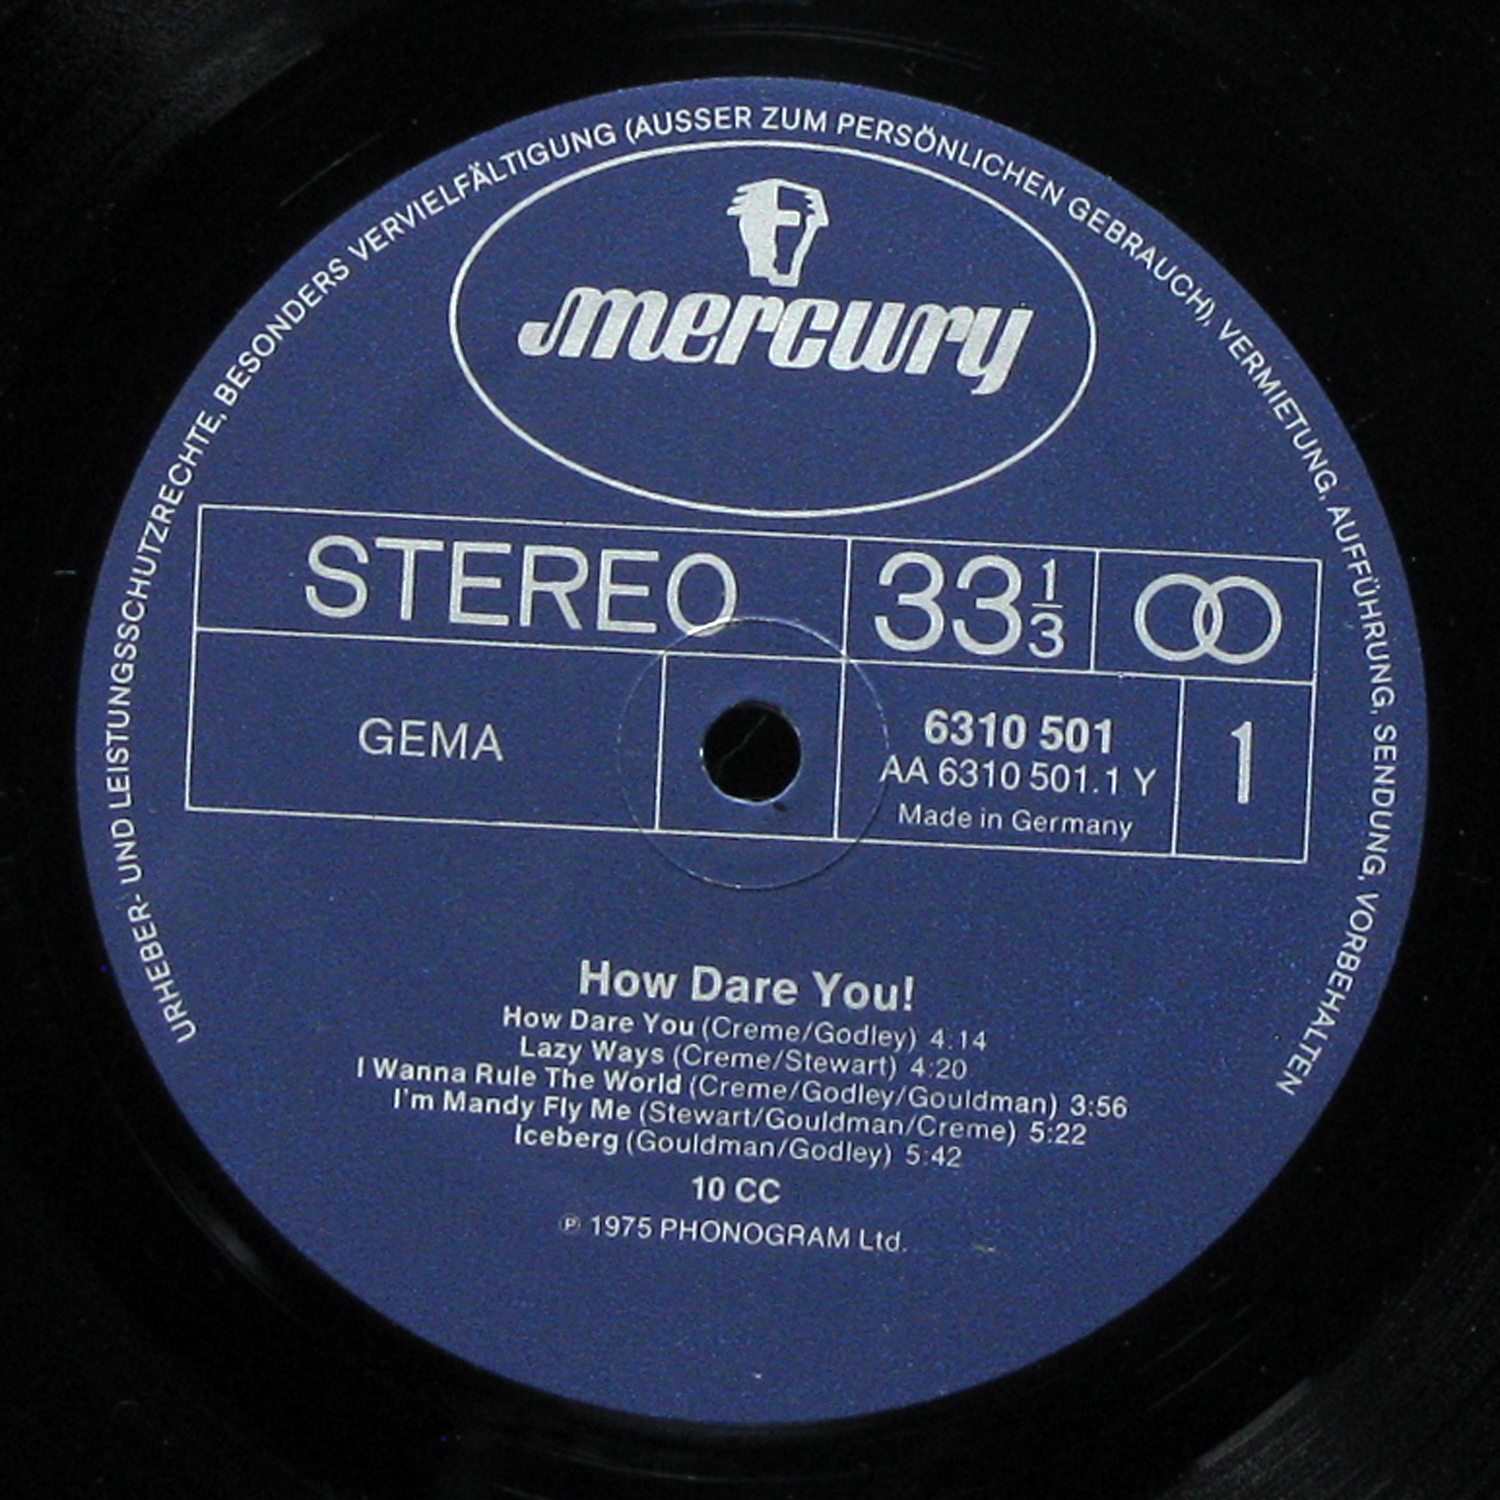 URHEBER- UND LEISTUNGSSCHUTZRECHTE, BESONDERS VERVIELFÄLTIGUNG (AUSSER ZUM PERSÖNLICHEN GEBRAUCH), VERMIETUNG, AUFFÜHRUNG, SENDUNG, VORBEHALTEN
mercury
STEREO 33 1/3
GEMA
6310 501
AA 6310 501.1 Y
Made in Germany
1
How Dare You!
How Dare You (Creme/Godley) 4:14
Lazy Ways (Creme/Stewart) 4:20
I Wanna Rule The World (Creme/Godley/Gouldman) 3:56
I'm Mandy Fly Me (Stewart/Gouldman/Creme) 5:22
Iceberg (Gouldman/Godley) 5:42
10 CC
℗ 1975 PHONOGRAM Ltd.